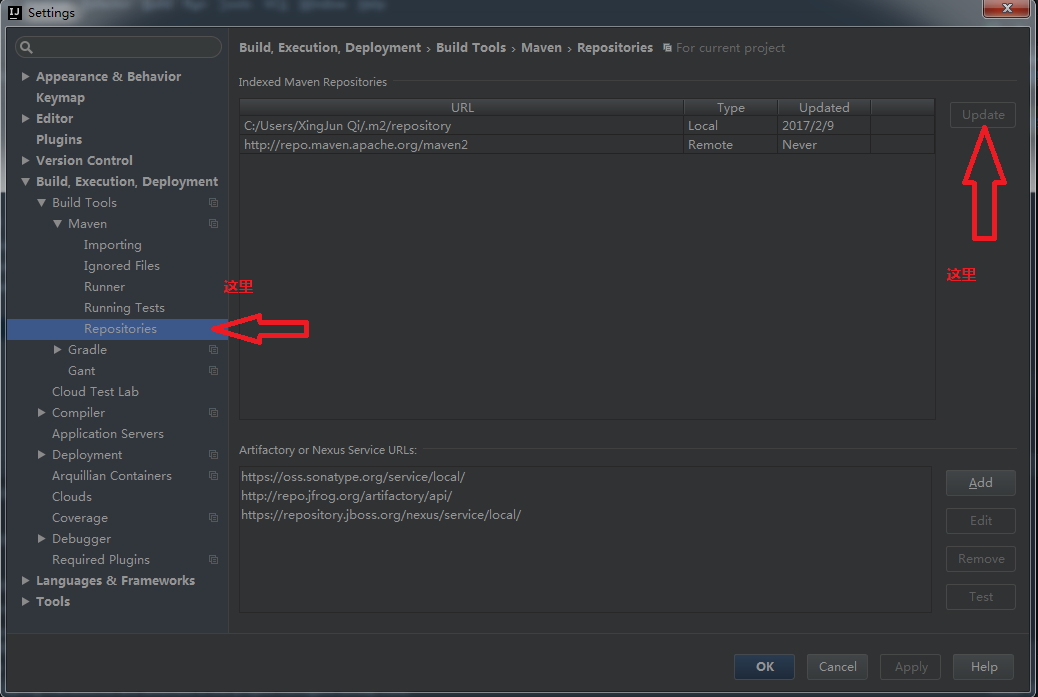 Settings
Build, Execution, Deployment › Build Tools › Maven › Repositories For current project
Appearance & Behavior
Keymap
Editor
Plugins
Version Control
Build, Execution, Deployment
Build Tools
Maven
Importing
Ignored Files
Runner
Running Tests
Repositories
Gradle
Gant
Cloud Test Lab
Compiler
Application Servers
Deployment
Arquillian Containers
Clouds
Coverage
Debugger
Required Plugins
Languages & Frameworks
Tools
这里
Indexed Maven Repositories
URL Type Updated
C:/Users/XingJun Qi/.m2/repository Local 2017/2/9
http://repo.maven.apache.org/maven2 Remote Never
Update
这里
Artifactory or Nexus Service URLs:
https://oss.sonatype.org/service/local/
http://repo.jfrog.org/artifactory/api/
https://repository.jboss.org/nexus/service/local/
Add
Edit
Remove
Test
OK Cancel Apply Help